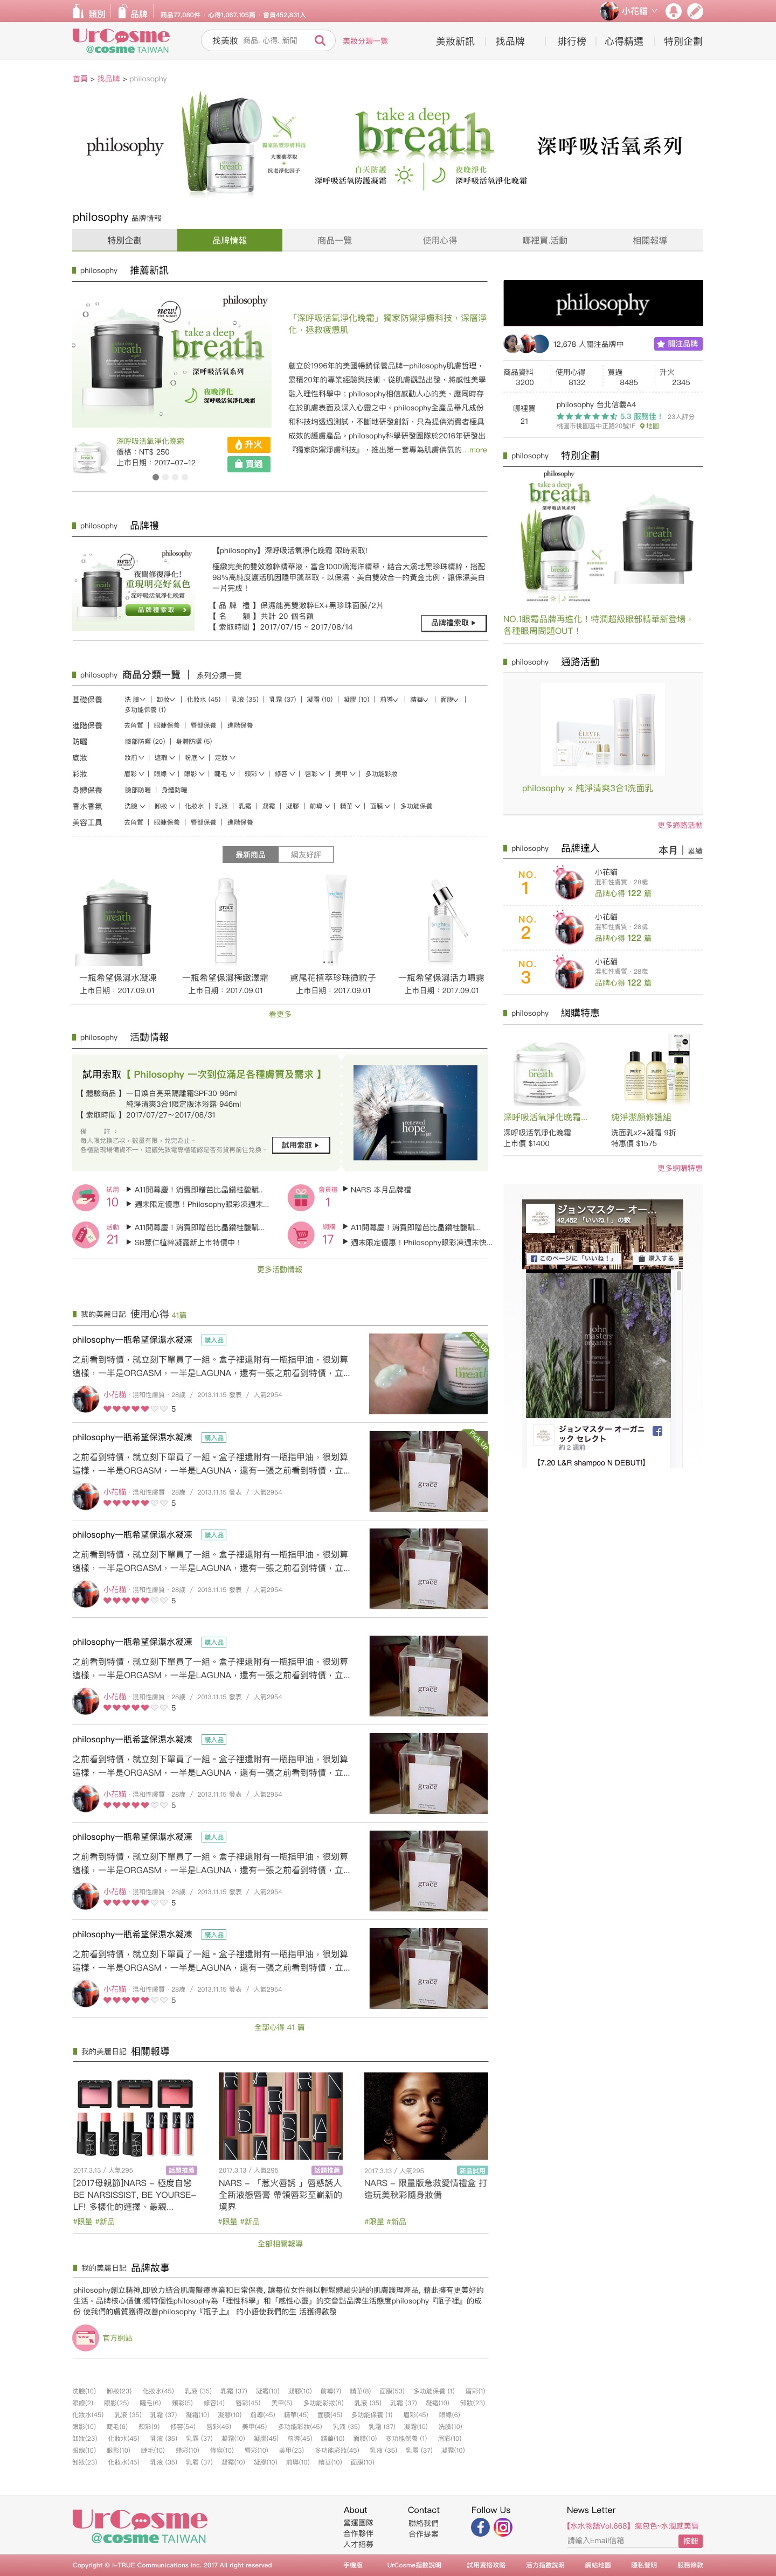 類別 品牌 商品77,080件 · 心得1,067,105篇 · 會員452,831人
小花貓
UrCosme
@cosme TAIWAN
找美妝 商品. 心得. 新聞
美妝分類一覽
美妝新訊 找品牌 排行榜 心得精選 特別企劃
首頁 > 找品牌 > philosophy
philosophy
take a deep
breath
深呼吸活氧系列
白天防護
深呼吸活氧防護凝霜
夜晚淨化
深呼吸活氧淨化晚霜
philosophy 品牌情報
特別企劃 品牌情報 商品一覽 使用心得 哪裡買.活動 相關報導
philosophy 推薦新訊
philosophy
new!
take a deep
breath
夜晚淨化
深呼吸活氧淨化晚霜
「深呼吸活氧淨化晚霜」獨家防禦淨膚科技，深層淨化，拯救疲憊肌
創立於1996年的美國暢銷保養品牌－philosophy肌膚哲理，
累積20年的專業經驗與技術，從肌膚觀點出發，將感性美學
融入理性科學中；philosophy相信感動人心的美，應同時存
在於肌膚表面及深入心靈之中。philosophy全產品舉凡成份
和科技均透過測試，不斷地研發創新，只為提供消費者極具
成效的護膚產品。philosophy科學研發團隊於2016年研發出
『獨家防禦淨膚科技』，推出第一套專為肌膚供氧的...more
深呼吸活氧淨化晚霜
價格：NT$ 250
上市日期：2017-07-12
升火
買過
philosophy
12,678 人關注品牌中
關注品牌
商品資料 使用心得 買過 升火
3200 8132 8485 2345
哪裡買
21
philosophy 台北信義A4
5.3 服務佳！ 23人評分
桃園市桃園區中正路20號1F 地圖
philosophy 特別企劃
NO.1眼霜品牌再進化！特潤超級眼部精華新登場，
各種眼周問題OUT！
philosophy 品牌禮
philosophy
夜間修復淨化!
重現明亮好氣色
深呼吸活氧淨化晚霜
品牌禮索取
【philosophy】深呼吸活氧淨化晚霜 限時索取!
極緻完美的雙效激粹精華液，富含1000滴海洋精華，結合大溪地黑珍珠精粹，搭配
98%高純度護活肌因隱甲藻萃取，以保濕、美白雙效合一的黃金比例，讓保濕美白
一片完成！
【 品 牌 禮 】保濕能亮雙激粹EX+黑珍珠面膜/2片
【 名 額 】共計 20 個名額
【 索取時間 】2017/07/15 ~ 2017/08/14
品牌禮索取
philosophy 商品分類一覽 | 系列分類一覽
基礎保養 洗 臉 | 卸妝 | 化妝水 (45) | 乳液 (35) | 乳霜 (37) | 凝霜 (10) | 凝膠 (10) | 前導 | 精華 | 面膜 |
多功能保養 (1)
進階保養 去角質 | 眼睫保養 | 唇部保養 | 進階保養
防曬 臉部防曬 (20) | 身體防曬 (5)
底妝 妝前 | 遮瑕 | 粉底 | 定妝
彩妝 眉彩 | 眼線 | 眼影 | 睫毛 | 頰彩 | 修容 | 唇彩 | 美甲 | 多功能彩妝
身體保養 臉部防曬 | 身體防曬
香水香氛 洗臉 | 卸妝 | 化妝水 | 乳液 | 乳霜 | 凝霜 | 凝膠 | 前導 | 精華 | 面膜 | 多功能保養
美容工具 去角質 | 眼睫保養 | 唇部保養 | 進階保養
最新商品 網友好評
一瓶希望保濕水凝凍 一瓶希望保濕極緻澤霜 鳶尾花植萃珍珠微粒子 一瓶希望保濕活力噴霧
上市日期：2017.09.01 上市日期：2017.09.01 上市日期：2017.09.01 上市日期：2017.09.01
看更多
philosophy 通路活動
philosophy × 純淨清爽3合1洗面乳
更多通路活動
philosophy 品牌達人 本月 | 累續
NO.
1
小花貓
混和性膚質．28歲
品牌心得 122 篇
NO.
2
小花貓
混和性膚質．28歲
品牌心得 122 篇
NO.
3
小花貓
混和性膚質．28歲
品牌心得 122 篇
philosophy 網購特惠
深呼吸活氧淨化晚霜... 純淨潔顏修護組
深呼吸活氧淨化晚霜 洗面乳x2+凝霜 9折
上市價 $1400 特惠價 $1575
更多網購特惠
philosophy 活動情報
試用索取【 Philosophy 一次到位滿足各種膚質及需求 】
【 體驗商品 】一日煥白亮采隔離霜SPF30 96ml
純淨清爽3合1限定版沐浴露 946ml
【 索取時間 】2017/07/27～2017/08/31
備 註 ：
每人限兌換乙次，數量有限，兌完為止。
各櫃點現場備貨不一，建議先致電專櫃確認是否有貨再前往兌換。
試用索取
試用
10
A11開幕慶！消費即贈芭比晶鑽桂馥賦..
週末限定優惠！Philosophy眼彩凍週末...
會員禮
1
NARS 本月品牌禮
活動
21
A11開幕慶！消費即贈芭比晶鑽桂馥賦...
SB薏仁植粹凝露新上市特價中！
網購
17
A11開幕慶！消費即贈芭比晶鑽桂馥賦...
週末限定優惠！Philosophy眼彩凍週末快...
更多活動情報
ジョンマスター オー...
42,452 「いいね！」の数
このページに「いいね！」
購入する
john
masters
organics
ジョンマスター オーガニ
ック セレクト
約 2 週前
【7.20 L&R shampoo N DEBUT!】
我的美麗日記 使用心得 41篇
philosophy一瓶希望保濕水凝凍 購入品
之前看到特價，就立刻下單買了一組。盒子裡還附有一瓶指甲油，很划算
這樣，一半是ORGASM，一半是LAGUNA，還有一張之前看到特價，立...
小花貓．混和性膚質．28歲 / 2013.11.15 發表 / 人氣2954
5
Pick Up
philosophy一瓶希望保濕水凝凍 購入品
之前看到特價，就立刻下單買了一組。盒子裡還附有一瓶指甲油，很划算
這樣，一半是ORGASM，一半是LAGUNA，還有一張之前看到特價，立...
小花貓．混和性膚質．28歲 / 2013.11.15 發表 / 人氣2954
5
Pick Up
philosophy一瓶希望保濕水凝凍 購入品
之前看到特價，就立刻下單買了一組。盒子裡還附有一瓶指甲油，很划算
這樣，一半是ORGASM，一半是LAGUNA，還有一張之前看到特價，立...
小花貓．混和性膚質．28歲 / 2013.11.15 發表 / 人氣2954
5
philosophy一瓶希望保濕水凝凍 購入品
之前看到特價，就立刻下單買了一組。盒子裡還附有一瓶指甲油，很划算
這樣，一半是ORGASM，一半是LAGUNA，還有一張之前看到特價，立...
小花貓．混和性膚質．28歲 / 2013.11.15 發表 / 人氣2954
5
philosophy一瓶希望保濕水凝凍 購入品
之前看到特價，就立刻下單買了一組。盒子裡還附有一瓶指甲油，很划算
這樣，一半是ORGASM，一半是LAGUNA，還有一張之前看到特價，立...
小花貓．混和性膚質．28歲 / 2013.11.15 發表 / 人氣2954
5
philosophy一瓶希望保濕水凝凍 購入品
之前看到特價，就立刻下單買了一組。盒子裡還附有一瓶指甲油，很划算
這樣，一半是ORGASM，一半是LAGUNA，還有一張之前看到特價，立...
小花貓．混和性膚質．28歲 / 2013.11.15 發表 / 人氣2954
5
philosophy一瓶希望保濕水凝凍 購入品
之前看到特價，就立刻下單買了一組。盒子裡還附有一瓶指甲油，很划算
這樣，一半是ORGASM，一半是LAGUNA，還有一張之前看到特價，立...
小花貓．混和性膚質．28歲 / 2013.11.15 發表 / 人氣2954
5
全部心得 41 篇
我的美麗日記 相關報導
2017.3.13 / 人氣295 話題推薦
[2017母親節]NARS - 極度自戀
BE NARSISSIST, BE YOURSE-
LF! 多樣化的選擇、最親...
#限量 #新品
2017.3.13 / 人氣295 話題推薦
NARS - 「惹火唇誘 」唇惑誘人
全新液態唇膏 帶領唇彩至嶄新的
境界
#限量 #新品
2017.3.13 / 人氣295 新品試用
NARS - 限量版急救愛情禮盒 打
造玩美秋彩隨身妝備
#限量 #新品
全部相關報導
我的美麗日記 品牌故事
philosophy創立精神,即致力結合肌膚醫療專業和日常保養, 讓每位女性得以輕鬆體驗尖端的肌膚護理產品, 藉此擁有更美好的
生活。品牌核心價值:獨特個性philosophy為「理性科學」和「感性心靈」的交會點品牌生活態度philosophy『瓶子裡』的成
份 使我們的膚質獲得改善philosophy『瓶子上』 的小語使我們的生 活獲得啟發
官方網站
洗臉(10) 卸妝(23) 化妝水(45) 乳液 (35) 乳霜 (37) 凝霜(10) 凝膠(10) 前導(7) 精華(8) 面膜(53) 多功能保養 (1) 眉彩(1)
眼線(2) 眼影(25) 睫毛(6) 頰彩(5) 修容(4) 唇彩(45) 美甲(5) 多功能彩妝(8) 乳液 (35) 乳霜 (37) 凝霜(10) 卸妝(23)
化妝水(45) 乳液 (35) 乳霜 (37) 凝霜(10) 凝膠(10) 前導(45) 精華(45) 面膜(45) 多功能保養 (1) 眉彩(45) 眼線(6)
眼影(10) 睫毛(6) 頰彩(9) 修容(54) 唇彩(45) 美甲(45) 多功能彩妝(45) 乳液 (35) 乳霜 (37) 凝霜(10) 洗臉(10)
卸妝(23) 化妝水(45) 乳液 (35) 乳霜 (37) 凝霜(10) 凝膠(45) 前導(45) 精華(10) 面膜(10) 多功能保養 (1) 眉彩(10)
眼線(10) 眼影(10) 睫毛(10) 頰彩(10) 修容(10) 唇彩(10) 美甲(23) 多功能彩妝(45) 乳液 (35) 乳霜 (37) 凝霜(10)
卸妝(23) 化妝水(45) 乳液 (35) 乳霜 (37) 凝霜(10) 凝膠(10) 前導(10) 精華(10) 面膜(10)
UrCosme
@cosme TAIWAN
About Contact Follow Us News Letter
營運團隊 聯絡我們
合作夥伴 合作提案
人才招募
【水水物語Vol.668】瘋包色~水潤感美唇
請輸入Email信箱 按鈕
Copyright © i-TRUE Communications Inc. 2017 All right reserved
手機版 UrCosme指數說明 試用資格攻略 活力指數說明 網站地圖 隱私聲明 服務條款